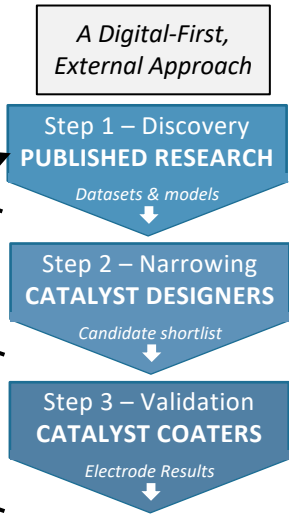 A Digital-First,
External Approach
Step 1 – Discovery
PUBLISHED RESEARCH
Datasets & models
Step 2 – Narrowing
CATALYST DESIGNERS
Candidate shortlist
Step 3 – Validation
CATALYST COATERS
Electrode Results